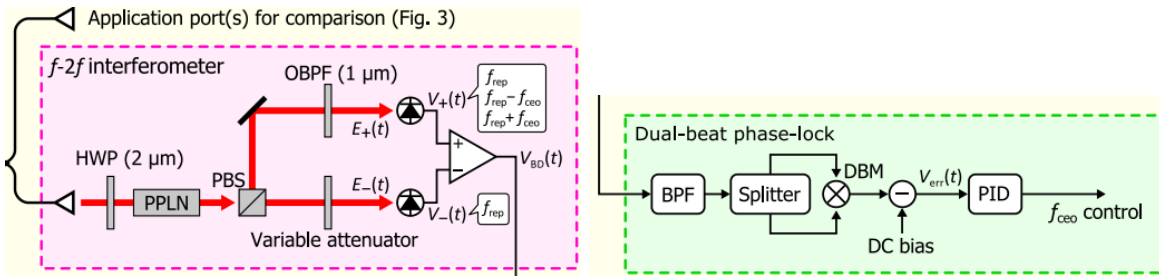 Application port(s) for comparison (Fig. 3)
f-2f interferometer
OBPF (1 μm)
V+(t)
frep
frep − fceo
frep + fceo
E+(t)
HWP (2 μm)
PBS
+
−
VBD(t)
PPLN
E−(t)
V−(t)
frep
Variable attenuator
Dual-beat phase-lock
DBM
Verr(t)
BPF
Splitter
PID
fceo control
DC bias